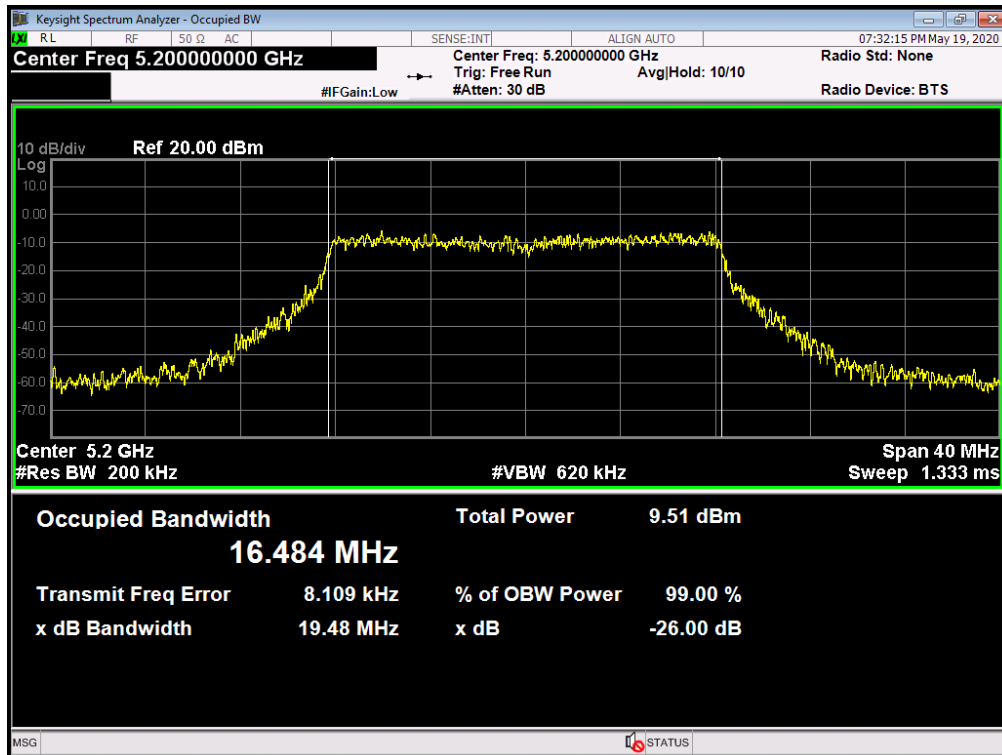 Keysight Spectrum Analyzer - Occupied BW
LXI RL RF 50 Ω AC SENSE:INT ALIGN AUTO 07:32:15 PM May 19, 2020
Center Freq 5.200000000 GHz
Center Freq: 5.200000000 GHz
Radio Std: None
Trig: Free Run Avg|Hold: 10/10
#IFGain:Low
#Atten: 30 dB
Radio Device: BTS
10 dB/div Ref 20.00 dBm
Log
10.0
0.00
-10.0
-20.0
-30.0
-40.0
-50.0
-60.0
-70.0
Center 5.2 GHz Span 40 MHz
#Res BW 200 kHz #VBW 620 kHz Sweep 1.333 ms
Occupied Bandwidth Total Power 9.51 dBm
16.484 MHz
Transmit Freq Error 8.109 kHz % of OBW Power 99.00 %
x dB Bandwidth 19.48 MHz x dB -26.00 dB
MSG STATUS